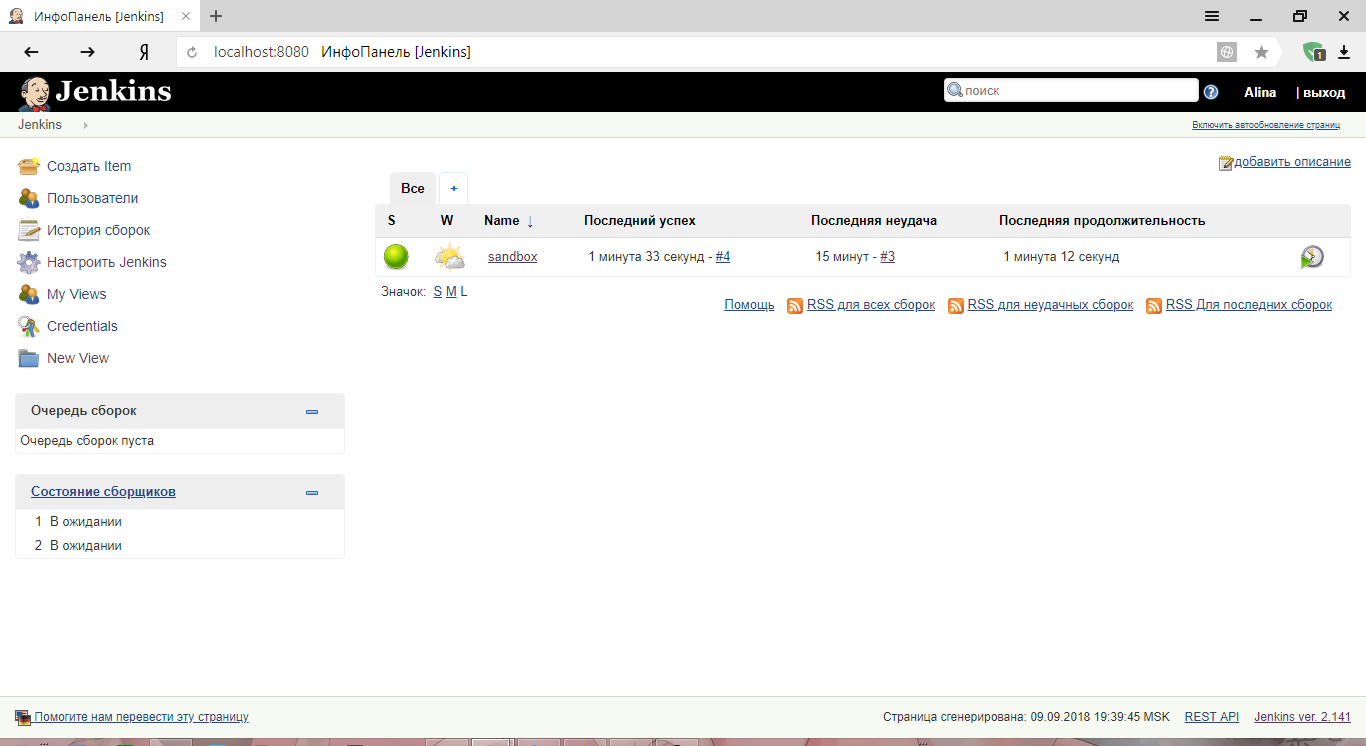 ИнфоПанель [Jenkins]
Я
localhost:8080 ИнфоПанель [Jenkins]
1
Jenkins
поиск
Alina
| выход
Jenkins
Включить автообновление страниц
Создать Item
Пользователи
История сборок
Настроить Jenkins
My Views
Credentials
New View
Очередь сборок
Очередь сборок пуста
Состояние сборщиков
1 В ожидании
2 В ожидании
добавить описание
Все +
S W Name ↓ Последний успех Последняя неудача Последняя продолжительность
sandbox 1 минута 33 секунд - #4 15 минут - #3 1 минута 12 секунд
Значок: S M L
Помощь RSS для всех сборок RSS для неудачных сборок RSS Для последних сборок
Помогите нам перевести эту страницу
Страница сгенерирована: 09.09.2018 19:39:45 MSK REST API Jenkins ver. 2.141